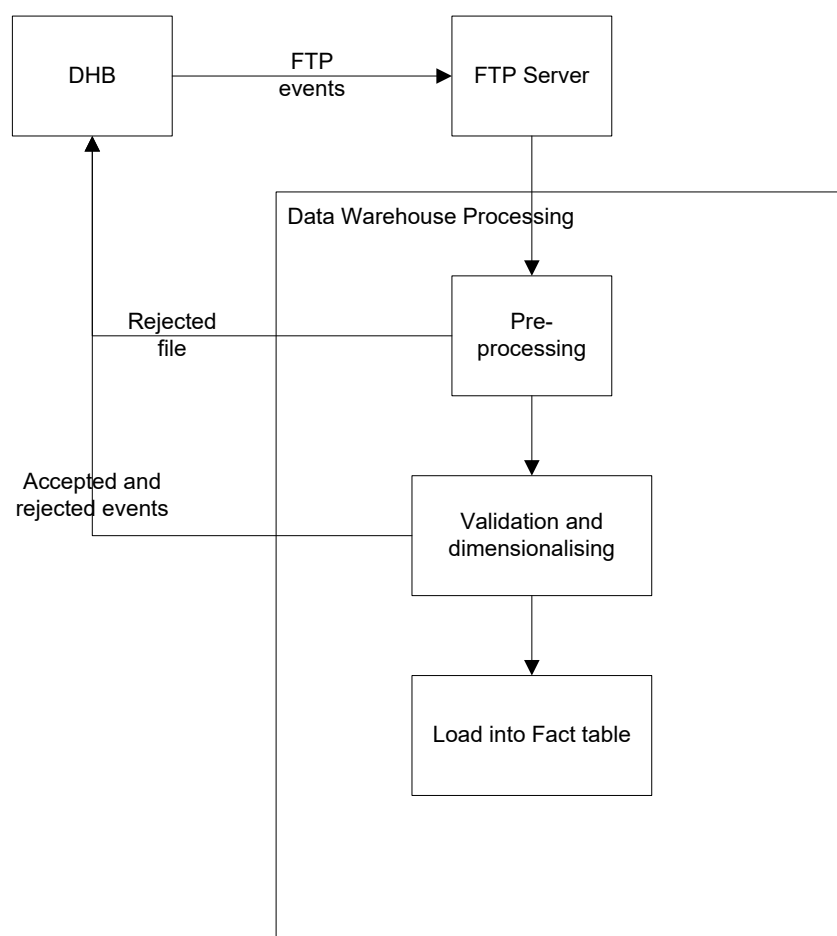 DHB
FTP
events
FTP Server
Data Warehouse Processing
Rejected
file
Pre-
processing
Accepted and
rejected events
Validation and
dimensionalising
Load into Fact table